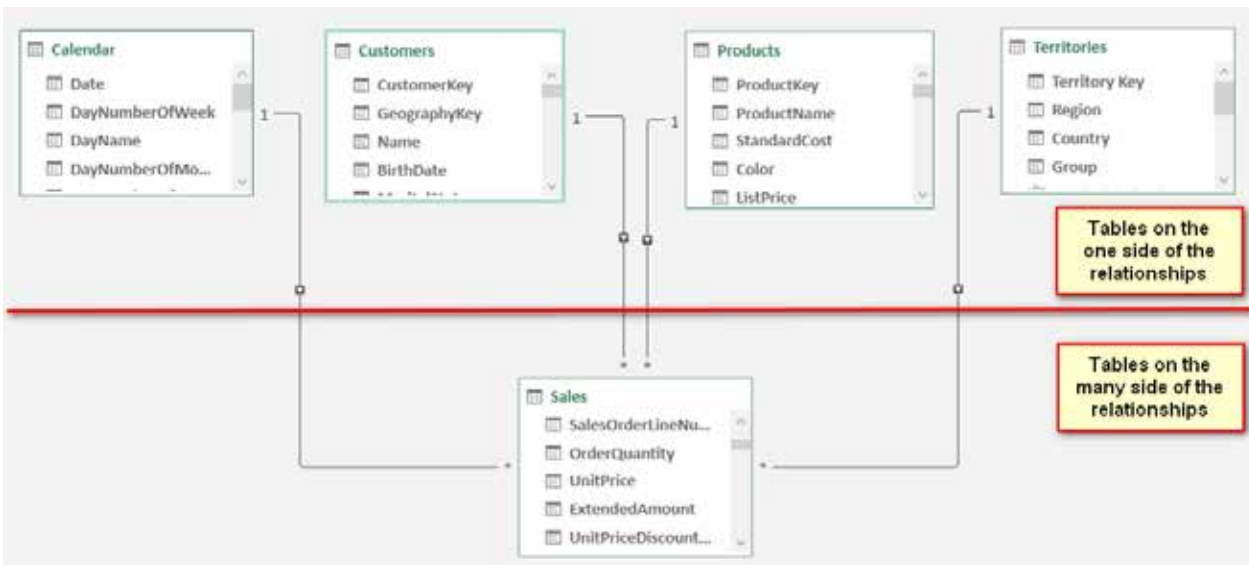 Calendar
Date
DayNumberOfWeek
DayName
DayNumberOfMo...
1
Customers
CustomerKey
GeographyKey
Name
BirthDate
1
Products
ProductKey
ProductName
StandardCost
Color
ListPrice
1
Territories
Territory Key
Region
Country
Group
1
Tables on the
one side of the
relationships
Tables on the
many side of the
relationships
*
*
*
*
Sales
SalesOrderLineNu...
OrderQuantity
UnitPrice
ExtendedAmount
UnitPriceDiscount...